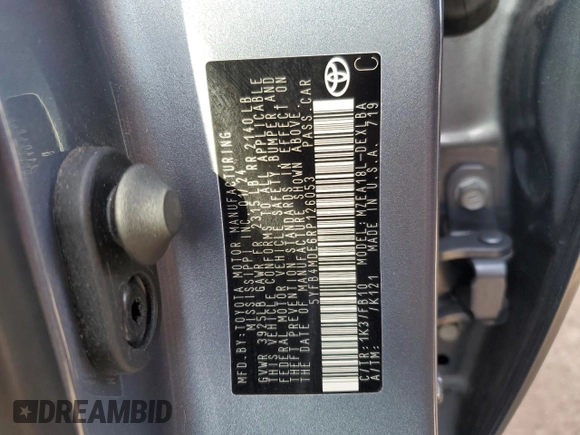 MFD.BY: TOYOTA MOTOR MANUFACTURING
MISSISSIPPI, INC. 01/24
GVWR 3925LB GAWR FR 2315LB RR 2140LB
THIS VEHICLE CONFORMS TO ALL APPLICABLE
FEDERAL MOTOR VEHICLE SAFETY, BUMPER AND
THEFT PREVENTION STANDARDS IN EFFECT ON
THE DATE OF MANUFACTURE SHOWN ABOVE.
5YFB4MDE6RP126053 PASS.CAR
C/TR: 1K3/FB10 MODEL: MZEA18L-DEXLBA
A/TM: /K121 MADE IN U.S.A. 719
C
DREAMBID